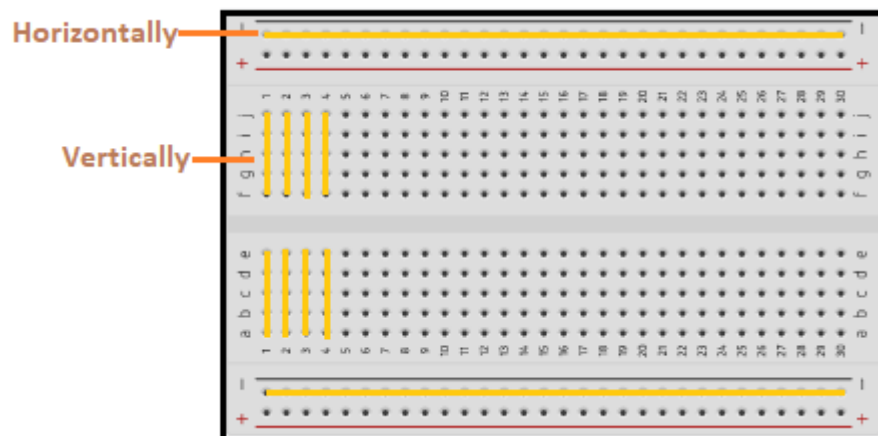 Horizontally
− −
+ +
1 2 3 4 5 6 7 8 9 10 11 12 13 14 15 16 17 18 19 20 21 22 23 24 25 26 27 28 29 30
j j
i i
Vertically
h h
g g
f f
e e
d d
c c
b b
a a
1 2 3 4 5 6 7 8 9 10 11 12 13 14 15 16 17 18 19 20 21 22 23 24 25 26 27 28 29 30
− −
+ +